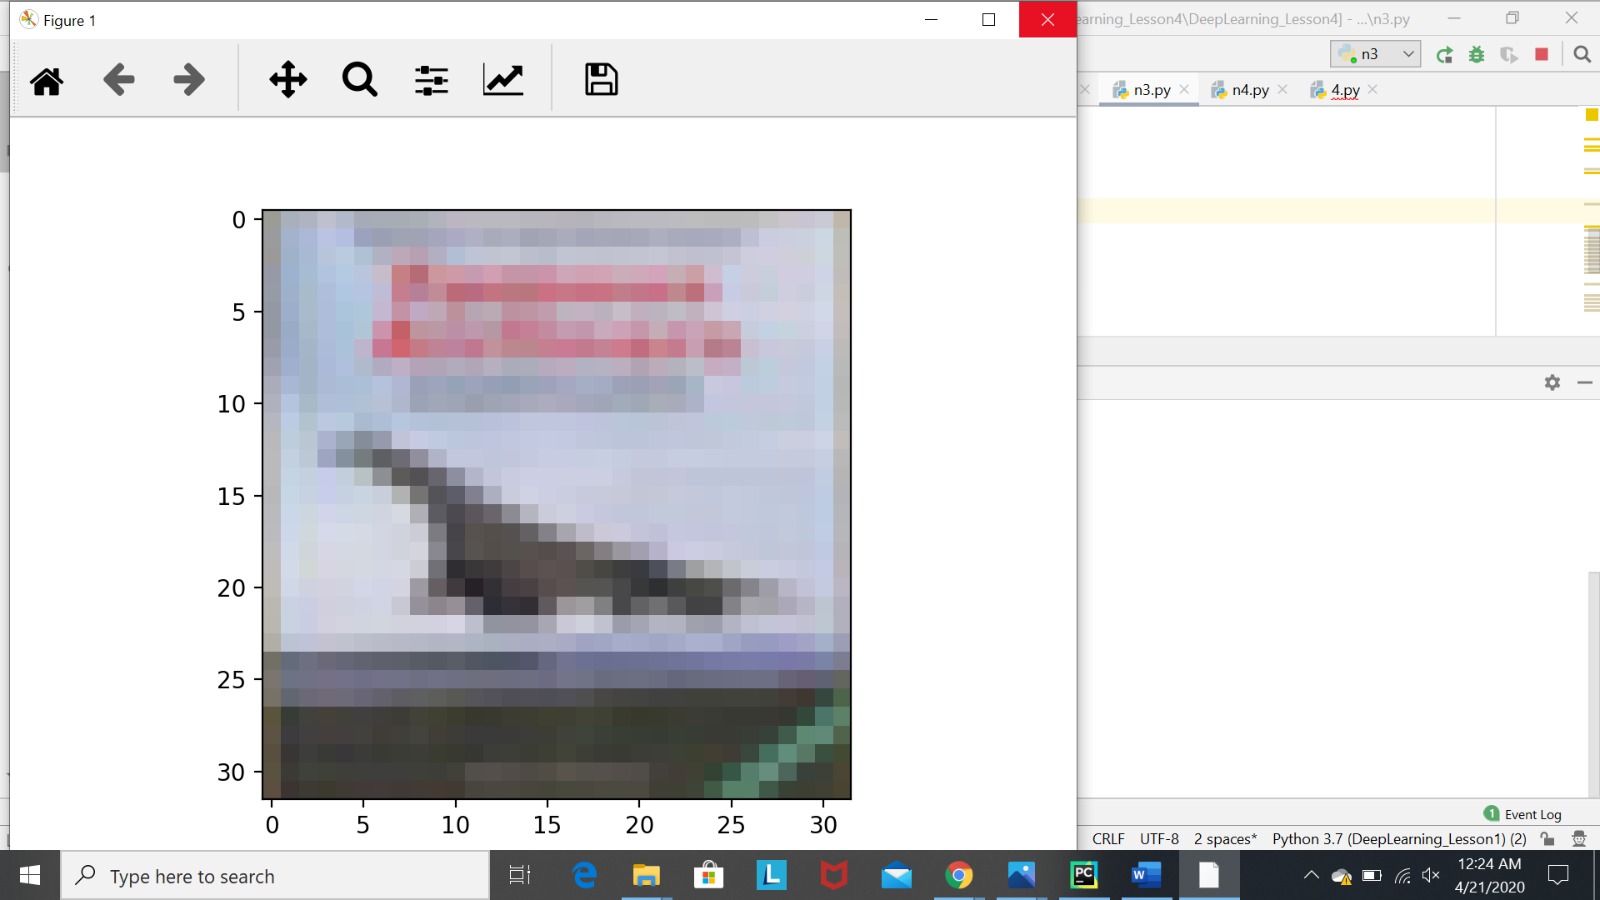 Figure 1
earning_Lesson4\DeepLearning_Lesson4] - ...\n3.py
n3
n3.py
n4.py
4.py
0
5
10
15
20
25
30
0
5
10
15
20
25
30
1 Event Log
CRLF UTF-8 2 spaces* Python 3.7 (DeepLearning_Lesson1) (2)
Type here to search
L
PC
W
12:24 AM
4/21/2020